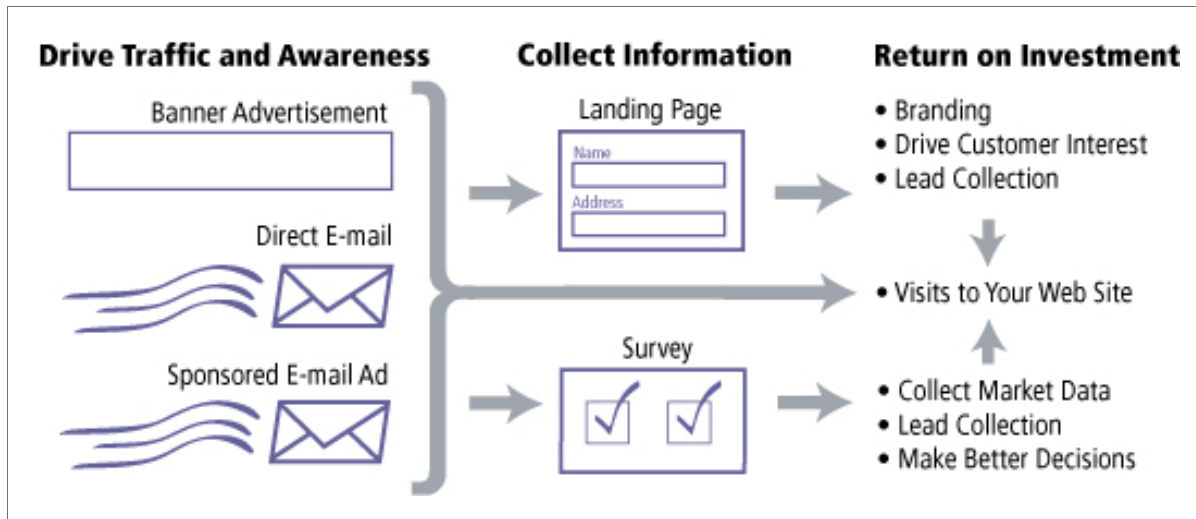 Drive Traffic and Awareness
Banner Advertisement
Direct E-mail
Sponsored E-mail Ad
Collect Information
Landing Page
Name
Address
Survey
Return on Investment
• Branding
• Drive Customer Interest
• Lead Collection
• Visits to Your Web Site
• Collect Market Data
• Lead Collection
• Make Better Decisions